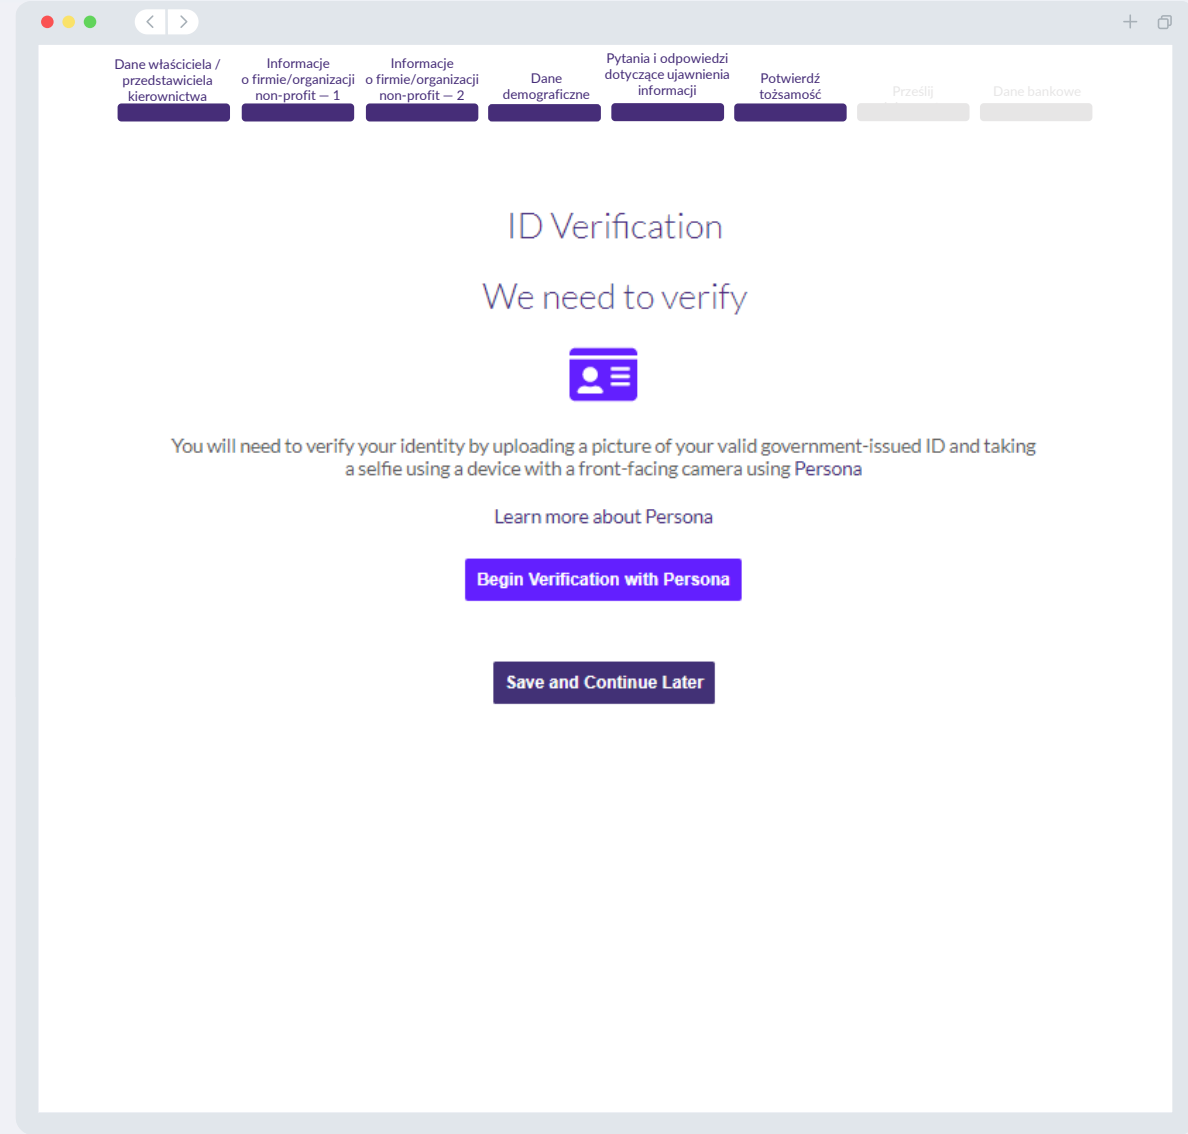 Dane właściciela /
przedstawiciela
kierownictwa
Informacje
o firmie/organizacji
non-profit — 1
Informacje
o firmie/organizacji
non-profit — 2
Dane
demograficzne
Pytania i odpowiedzi
dotyczące ujawnienia
informacji
Potwierdź
tożsamość
Prześlij
Dane bankowe
ID Verification
We need to verify
You will need to verify your identity by uploading a picture of your valid government-issued ID and taking
a selfie using a device with a front-facing camera using Persona
Learn more about Persona
Begin Verification with Persona
Save and Continue Later